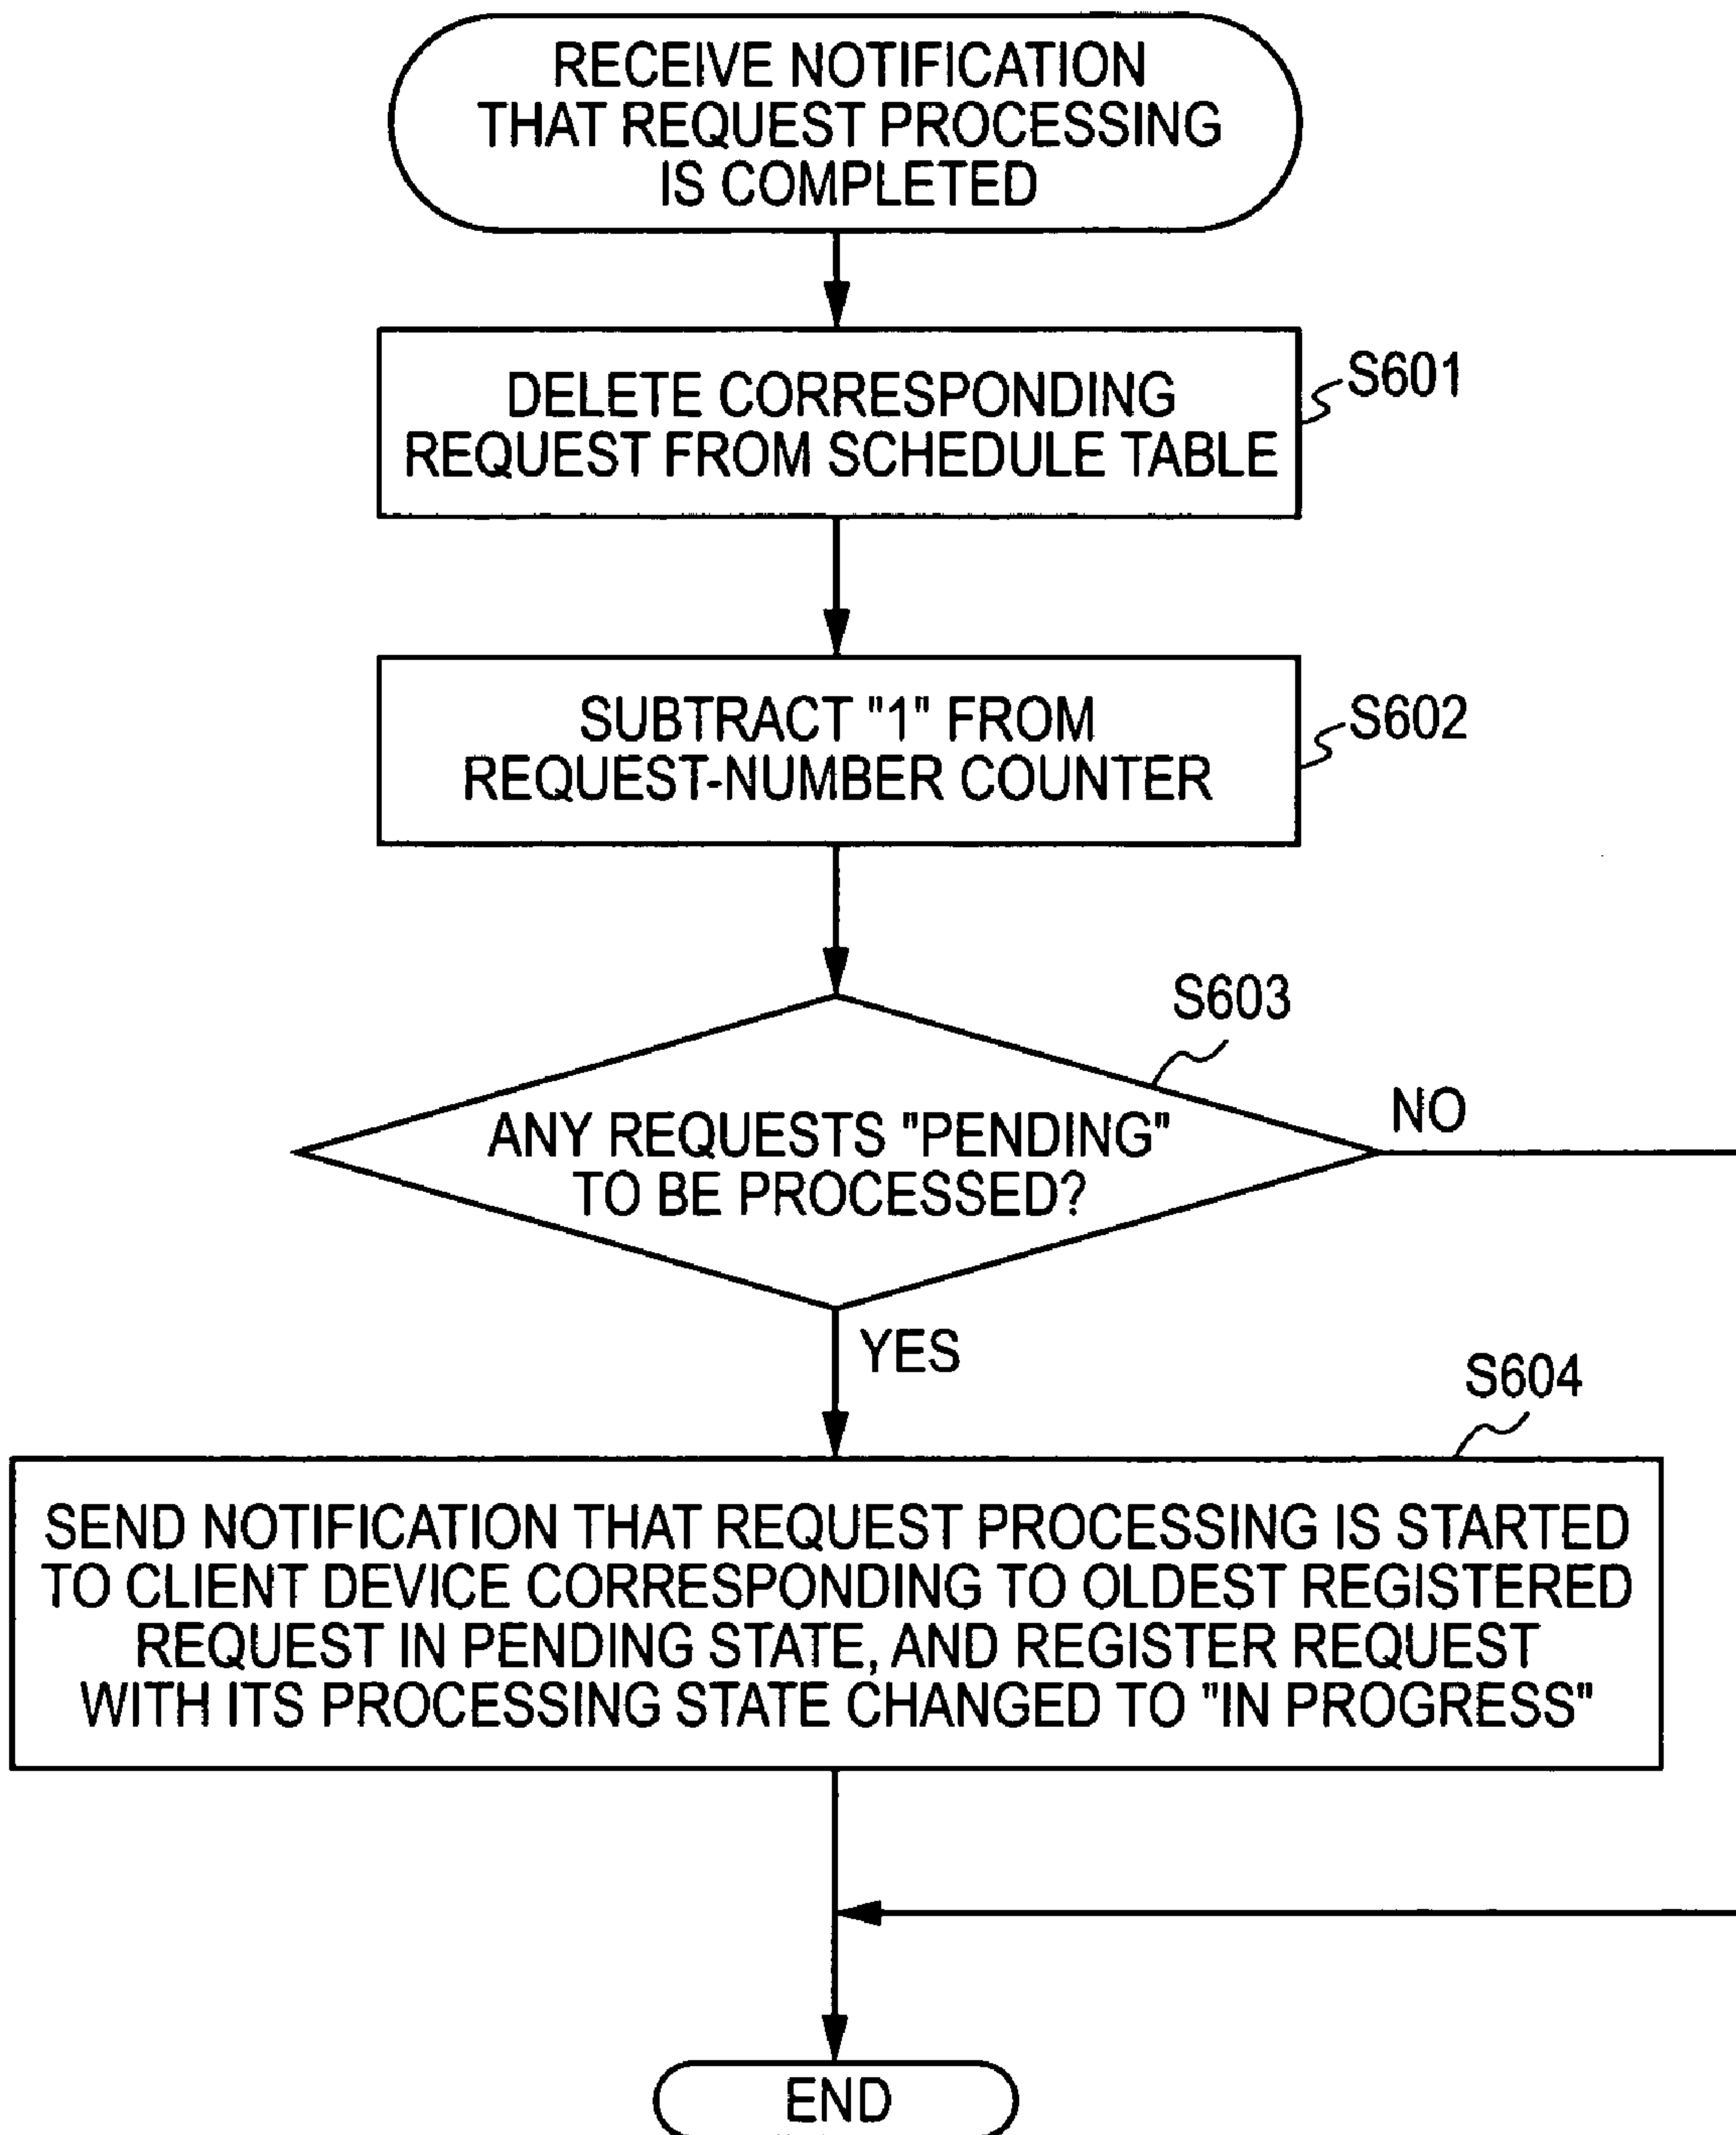 RECEIVE NOTIFICATION
THAT REQUEST PROCESSING
IS COMPLETED
DELETE CORRESPONDING
REQUEST FROM SCHEDULE TABLE
S601
SUBTRACT "1" FROM
REQUEST-NUMBER COUNTER
S602
S603
ANY REQUESTS "PENDING"
TO BE PROCESSED?
NO
YES
S604
SEND NOTIFICATION THAT REQUEST PROCESSING IS STARTED
TO CLIENT DEVICE CORRESPONDING TO OLDEST REGISTERED
REQUEST IN PENDING STATE, AND REGISTER REQUEST
WITH ITS PROCESSING STATE CHANGED TO "IN PROGRESS"
END